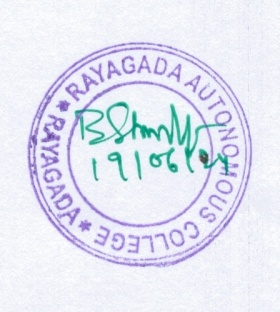 RAYAGADA AUTONOMOUS COLLEGE
* RAYAGADA *
19/06/24